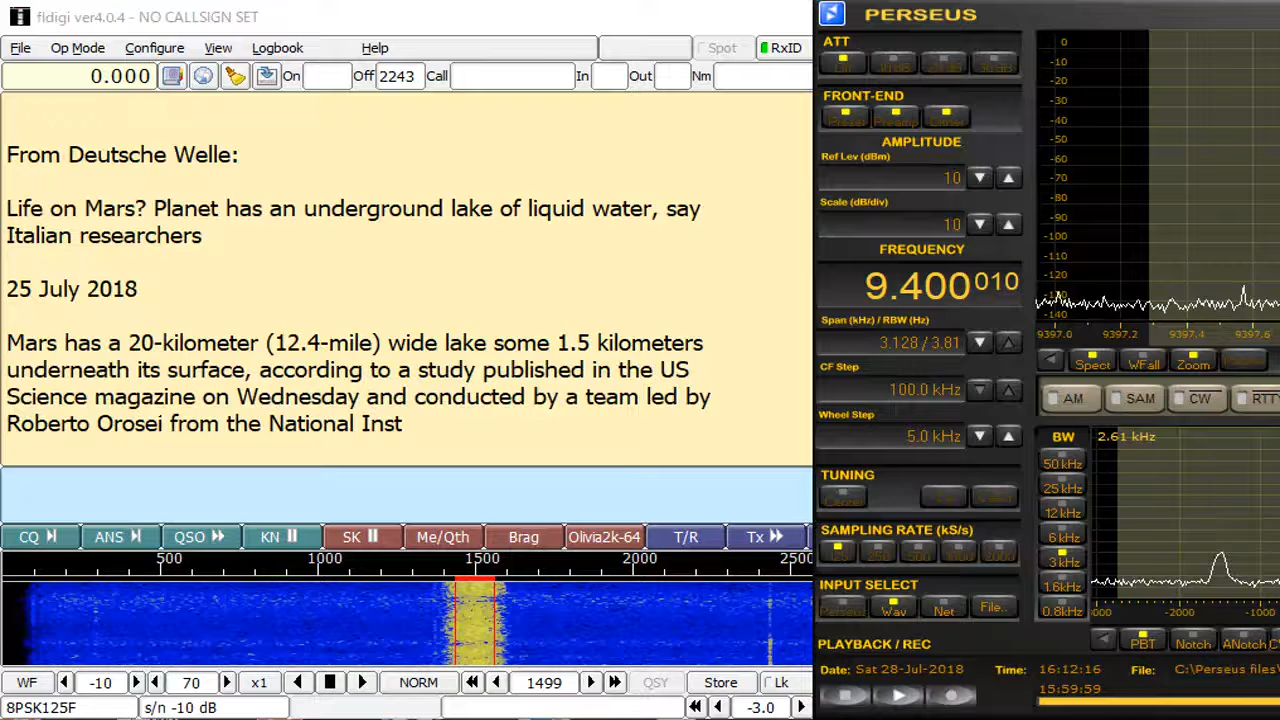 fldigi ver4.0.4 - NO CALLSIGN SET
File Op Mode Configure View Logbook Help Spot RxID
0.000 On Off 2243 Call In Out Nm
From Deutsche Welle:
Life on Mars? Planet has an underground lake of liquid water, say
Italian researchers
25 July 2018
Mars has a 20-kilometer (12.4-mile) wide lake some 1.5 kilometers
underneath its surface, according to a study published in the US
Science magazine on Wednesday and conducted by a team led by
Roberto Orosei from the National Inst
CQ ANS QSO KN SK Me/Qth Brag Olivia2k-64 T/R Tx
500 1000 1500 2000 2500
WF -10 70 x1 NORM 1499 QSY Store Lk
8PSK125F s/n -10 dB -3.0
PERSEUS
ATT
FRONT-END
Preamp
AMPLITUDE
Ref Lev (dBm)
10
Scale (dB/div)
10
FREQUENCY
9.400010
Span (kHz) / RBW (Hz)
3.128 / 3.81
CF Step
100.0 kHz
Wheel Step
5.0 kHz
TUNING
Center
SAMPLING RATE (kS/s)
125 250 500 1000 2000
INPUT SELECT
Perseus Wav Net File..
PLAYBACK / REC
Date: Sat 28-Jul-2018 Time: 16:12:16 File: C:\Perseus files\
15:59:59
0
-10
-20
-30
-40
-50
-60
-70
-80
-90
-100
-110
-120
-140
9397.0 9397.2 9397.4 9397.6
Spect WFall Zoom
AM SAM CW RTTY
BW 2.61 kHz
50 kHz
25 kHz
12 kHz
6 kHz
3 kHz
1.6kHz
0.8kHz
-2000 -1000
PBT Notch ANotch